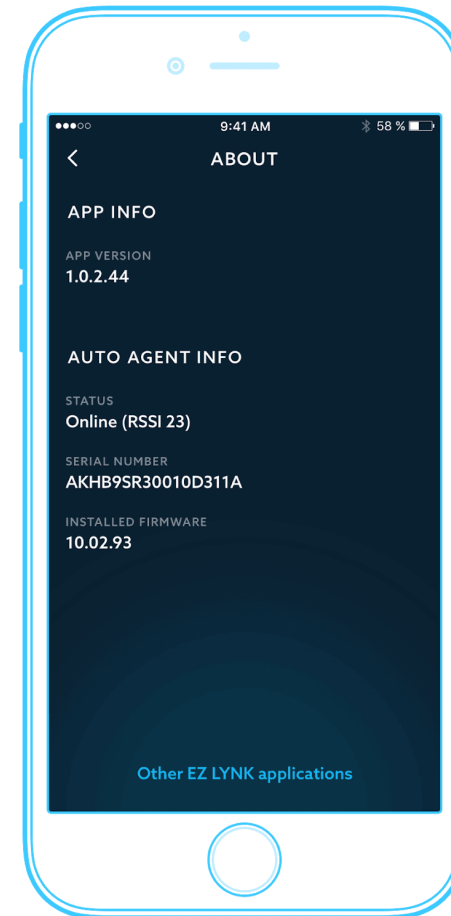 9:41 AM
58 %
ABOUT
APP INFO
APP VERSION
1.0.2.44
AUTO AGENT INFO
STATUS
Online (RSSI 23)
SERIAL NUMBER
AKHB9SR30010D311A
INSTALLED FIRMWARE
10.02.93
Other EZ LYNK applications